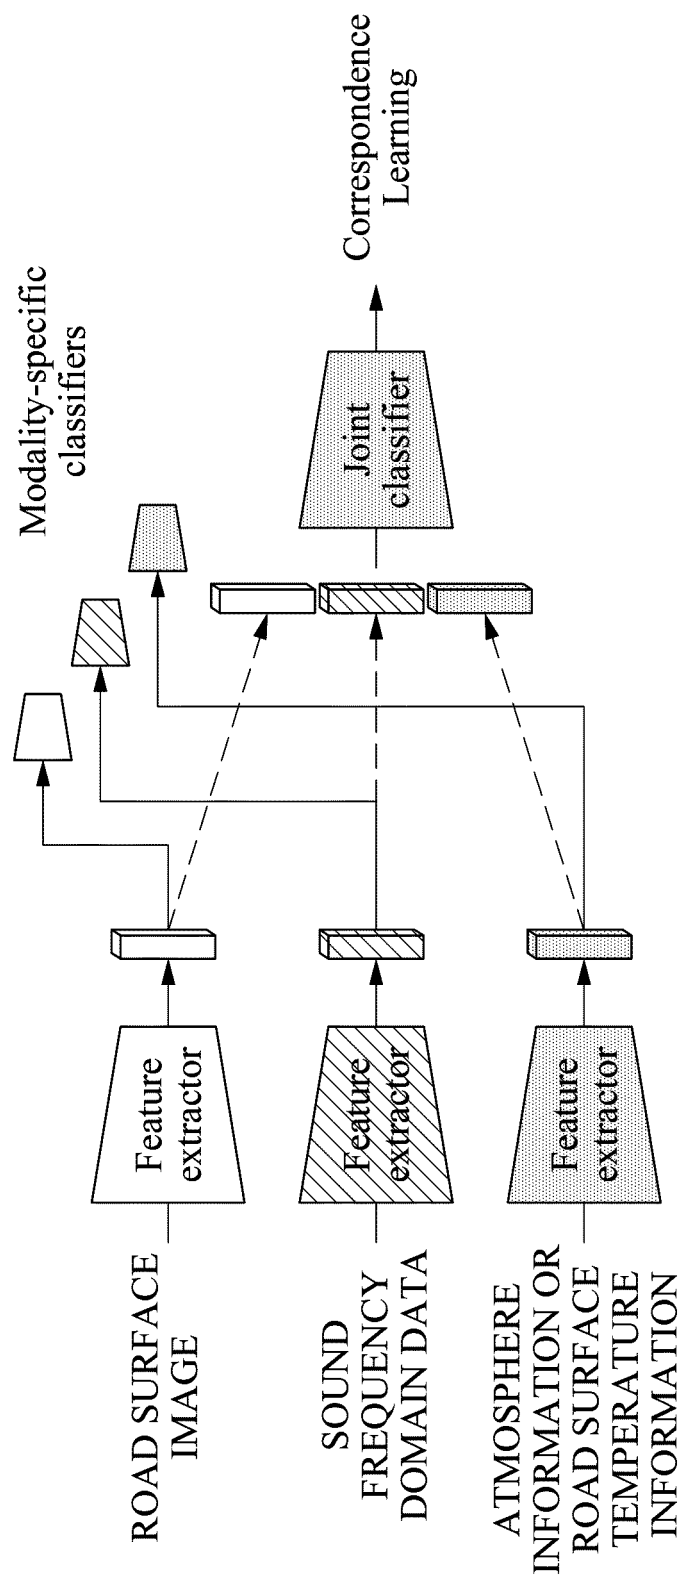 ROAD SURFACE
IMAGE
Feature
extractor
SOUND
FREQUENCY
DOMAIN DATA
Feature
extractor
ATMOSPHERE
INFORMATION OR
ROAD SURFACE
TEMPERATURE
INFORMATION
Feature
extractor
Modality-specific
classifiers
Joint
classifier
Correspondence
Learning